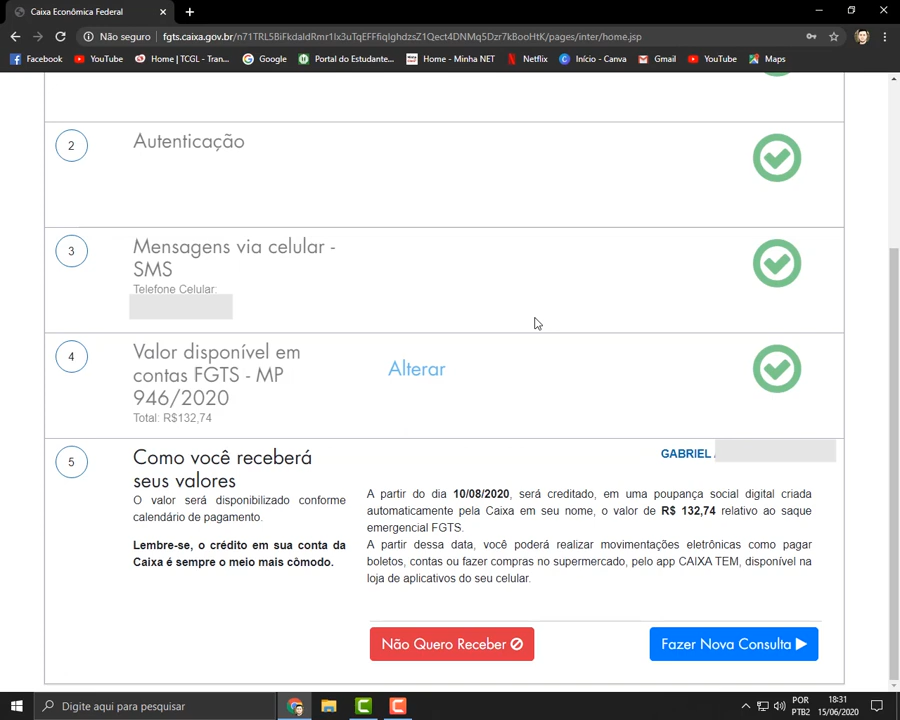 Caixa Econômica Federal
Não seguro
fgts.caixa.gov.br/n71TRL5BiFkdaIdRmr1Ix3uTqEFFfiqIghdzsZ1Qect4DNMq5Dzr7kBooHtK/pages/inter/home.jsp
Facebook
YouTube
Home | TCGL - Tran...
Google
Portal do Estudante...
Home - Minha NET
Netflix
Início - Canva
Gmail
YouTube
Maps
2
Autenticação
3
Mensagens via celular -
SMS
Telefone Celular:
4
Valor disponível em
contas FGTS - MP
946/2020
Total: R$132,74
Alterar
5
Como você receberá
seus valores
O valor será disponibilizado conforme
calendário de pagamento.
Lembre-se, o crédito em sua conta da
Caixa é sempre o meio mais cômodo.
GABRIEL
A partir do dia 10/08/2020, será creditado, em uma poupança social digital criada
automaticamente pela Caixa em seu nome, o valor de R$ 132,74 relativo ao saque
emergencial FGTS.
A partir dessa data, você poderá realizar movimentações eletrônicas como pagar
boletos, contas ou fazer compras no supermercado, pelo app CAIXA TEM, disponível na
loja de aplicativos do seu celular.
Não Quero Receber
Fazer Nova Consulta
Digite aqui para pesquisar
POR
PTB2
18:31
15/06/2020